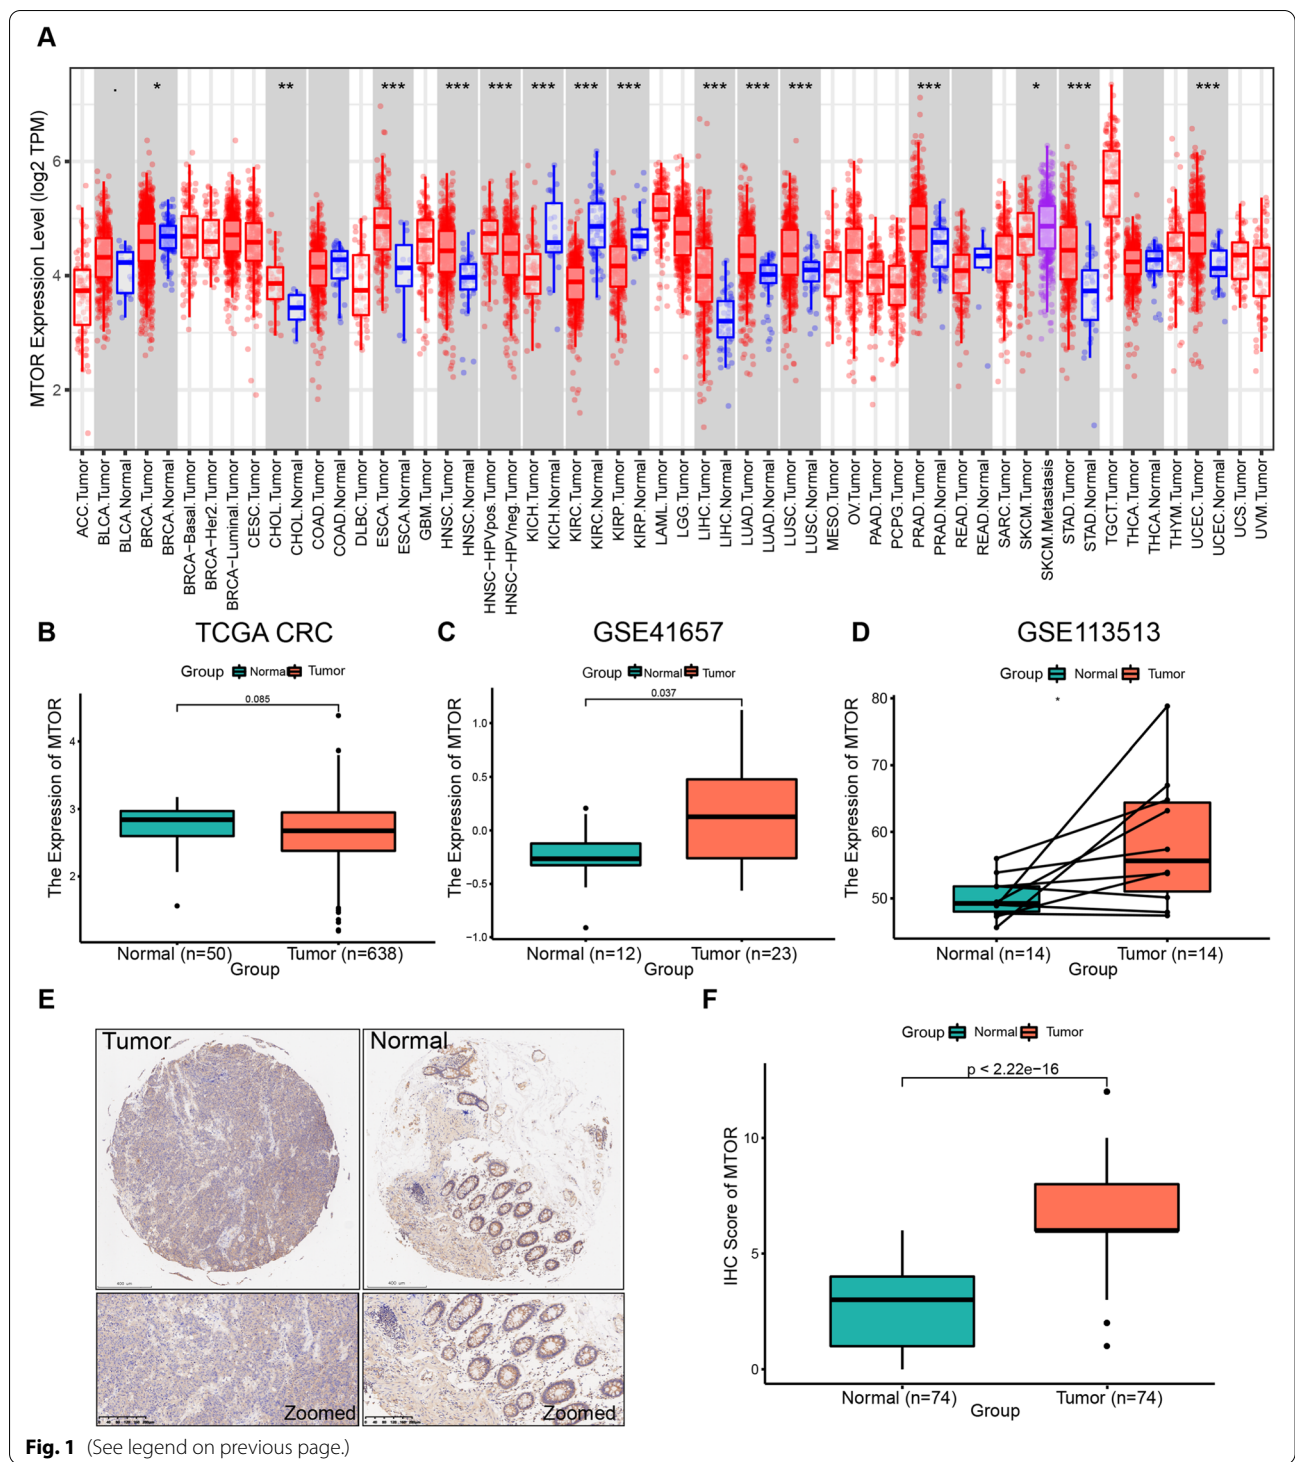 A
. * ** *** *** *** *** *** *** *** *** *** *** * *** ***
MTOR Expression Level (log2 TPM)
6
4
2
ACC.Tumor
BLCA.Tumor
BLCA.Normal
BRCA.Tumor
BRCA.Normal
BRCA-Basal.Tumor
BRCA-Her2.Tumor
BRCA-Luminal.Tumor
CESC.Tumor
CHOL.Tumor
CHOL.Normal
COAD.Tumor
COAD.Normal
DLBC.Tumor
ESCA.Tumor
ESCA.Normal
GBM.Tumor
HNSC.Tumor
HNSC.Normal
HNSC-HPVpos.Tumor
HNSC-HPVneg.Tumor
KICH.Tumor
KICH.Normal
KIRC.Tumor
KIRC.Normal
KIRP.Tumor
KIRP.Normal
LAML.Tumor
LGG.Tumor
LIHC.Tumor
LIHC.Normal
LUAD.Tumor
LUAD.Normal
LUSC.Tumor
LUSC.Normal
MESO.Tumor
OV.Tumor
PAAD.Tumor
PCPG.Tumor
PRAD.Tumor
PRAD.Normal
READ.Tumor
READ.Normal
SARC.Tumor
SKCM.Tumor
SKCM.Metastasis
STAD.Tumor
STAD.Normal
TGCT.Tumor
THCA.Tumor
THCA.Normal
THYM.Tumor
UCEC.Tumor
UCEC.Normal
UCS.Tumor
UVM.Tumor
B
TCGA CRC
Group Normal Tumor
The Expression of MTOR
0.085
4
3
2
Normal (n=50) Tumor (n=638)
Group
C
GSE41657
Group Normal Tumor
The Expression of MTOR
0.037
1.0
0.5
0.0
−0.5
−1.0
Normal (n=12) Tumor (n=23)
Group
D
GSE113513
Group Normal Tumor
The Expression of MTOR
*
80
70
60
50
Normal (n=14) Tumor (n=14)
Group
E
Tumor
400 um
Normal
400 um
Zoomed
Zoomed
F
Group Normal Tumor
IHC Score of MTOR
p < 2.22e−16
10
5
0
Normal (n=74) Tumor (n=74)
Group
Fig. 1 (See legend on previous page.)